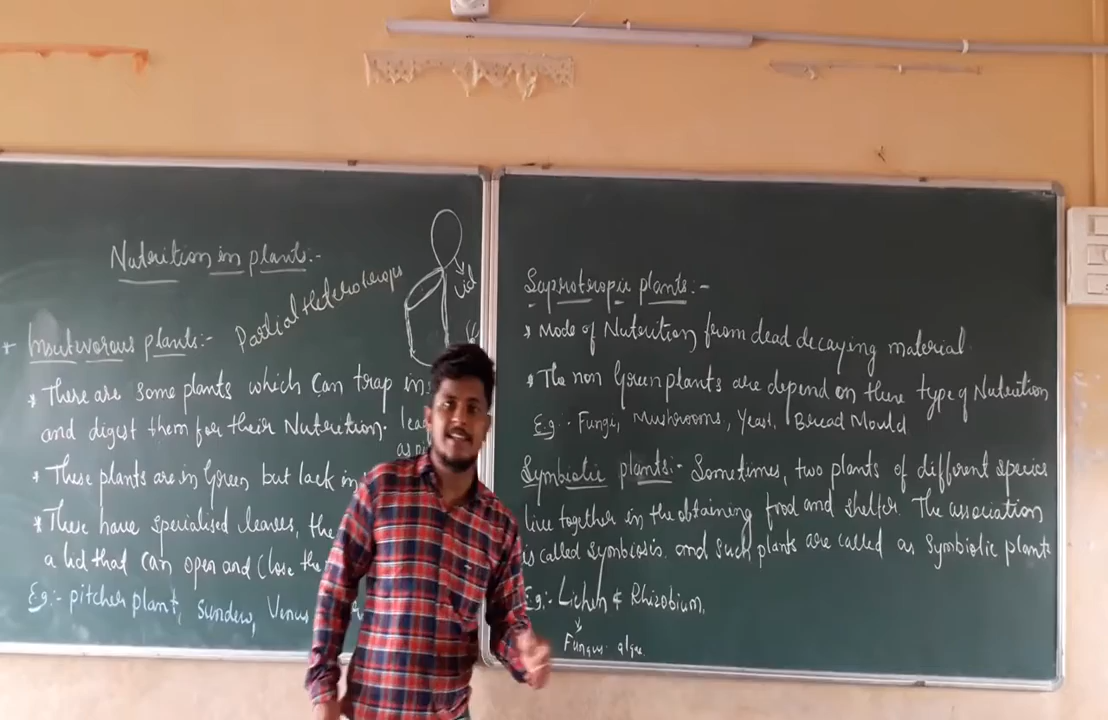 Nutrition in plants:-
Partial Heterotrops
lid
Insectivorous plants:-
* There are some plants which can trap
and digest them for their Nutrition.
* These plants are in Green but lack in
* These have specialised leaves, the
a lid that can open and Close the
Eg:- pitcher plant, sundew, Venus
Saprotropic plants:-
* Mode of Nutrition from dead decaying material
* The non Green plants are depend on these type of Nutrition
Eg:- Fungi, Mushrooms, Yeast, Bread Mould
Symbiotic plants:- Sometimes, two plants of different species
live together in the obtaining food and shelter. The association
is called symbiosis. and such plants are called as Symbiotic plants
Eg:- Lichen & Rhizobium,
Fungus algae.